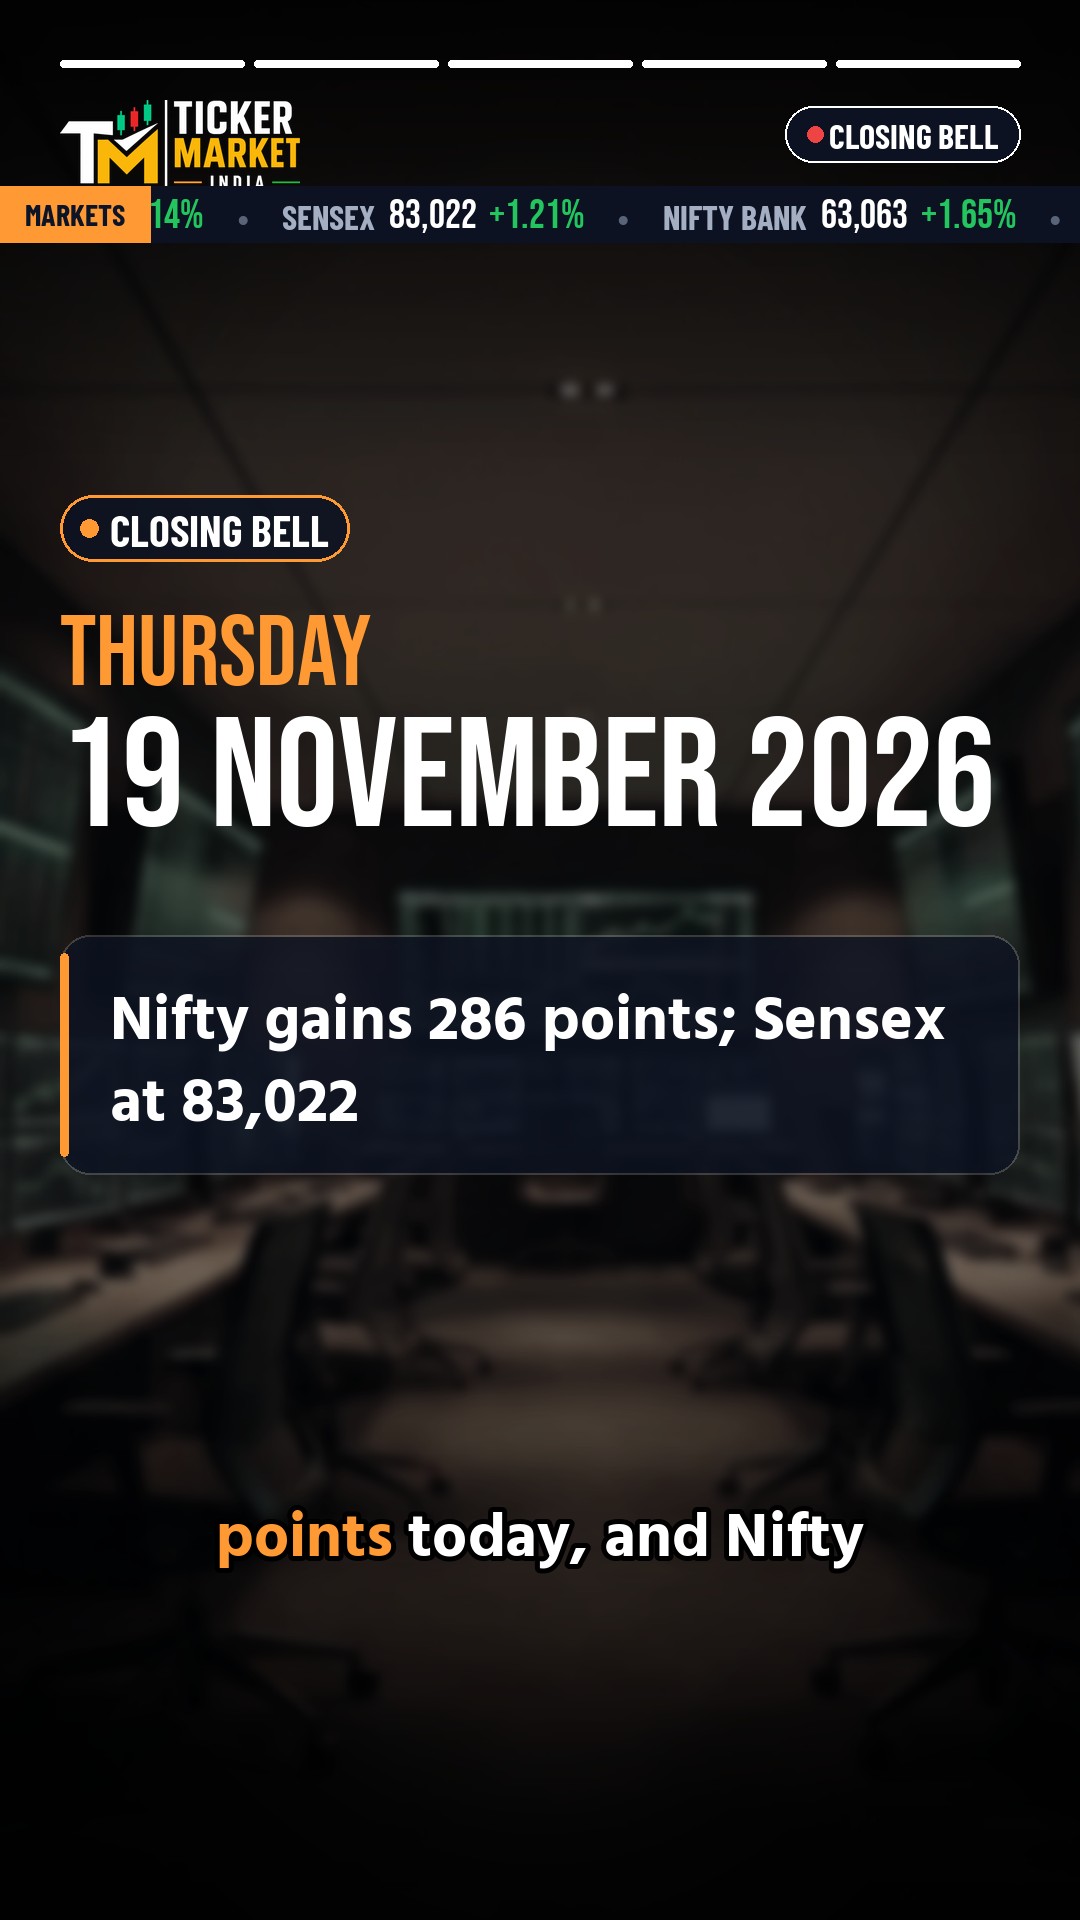 TICKER
MARKET
INDIA
CLOSING BELL
MARKETS 14% • SENSEX 83,022 +1.21% • NIFTY BANK 63,063 +1.65% •
CLOSING BELL
THURSDAY
19 NOVEMBER 2026
Nifty gains 286 points; Sensex
at 83,022
points today, and Nifty